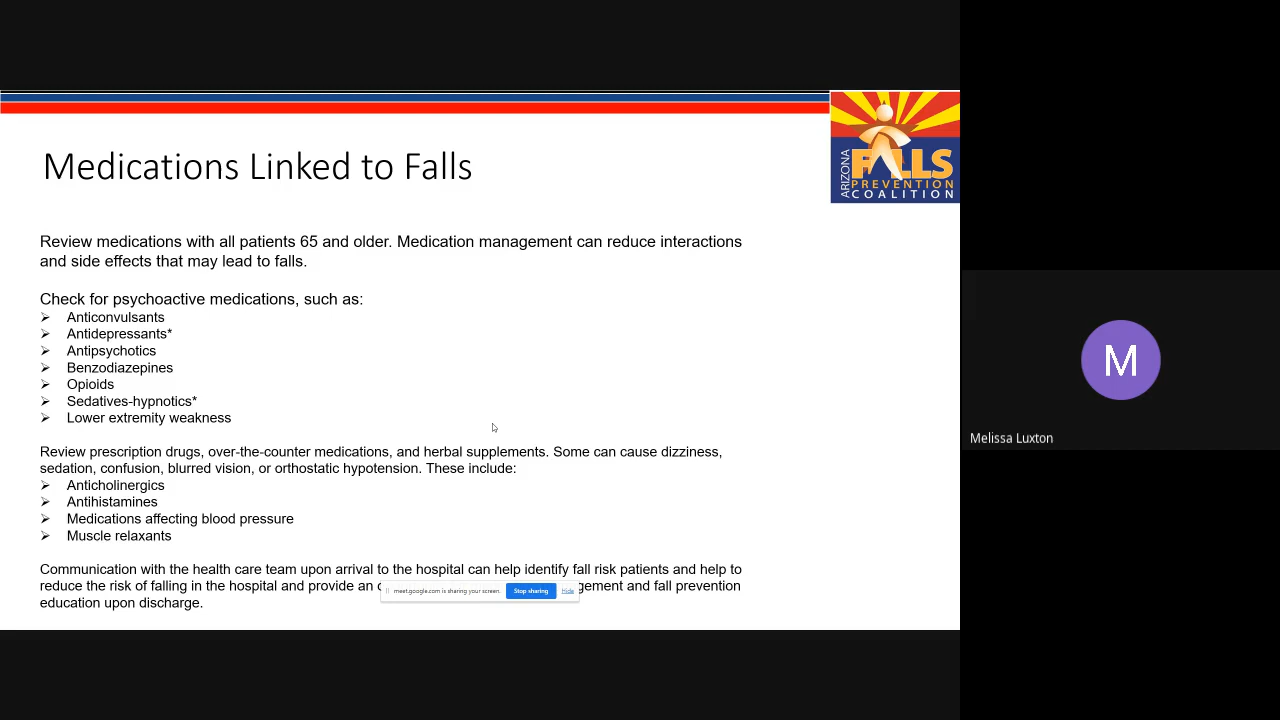 Medications Linked to Falls
ARIZONA
FALLS
PREVENTION
COALITION
Review medications with all patients 65 and older. Medication management can reduce interactions
and side effects that may lead to falls.
Check for psychoactive medications, such as:
Anticonvulsants
Antidepressants*
Antipsychotics
Benzodiazepines
Opioids
Sedatives-hypnotics*
Lower extremity weakness
Review prescription drugs, over-the-counter medications, and herbal supplements. Some can cause dizziness,
sedation, confusion, blurred vision, or orthostatic hypotension. These include:
Anticholinergics
Antihistamines
Medications affecting blood pressure
Muscle relaxants
Communication with the health care team upon arrival to the hospital can help identify fall risk patients and help to
reduce the risk of falling in the hospital and provide an gement and fall prevention
education upon discharge.
meet.google.com is sharing your screen. Stop sharing Hide
M
Melissa Luxton